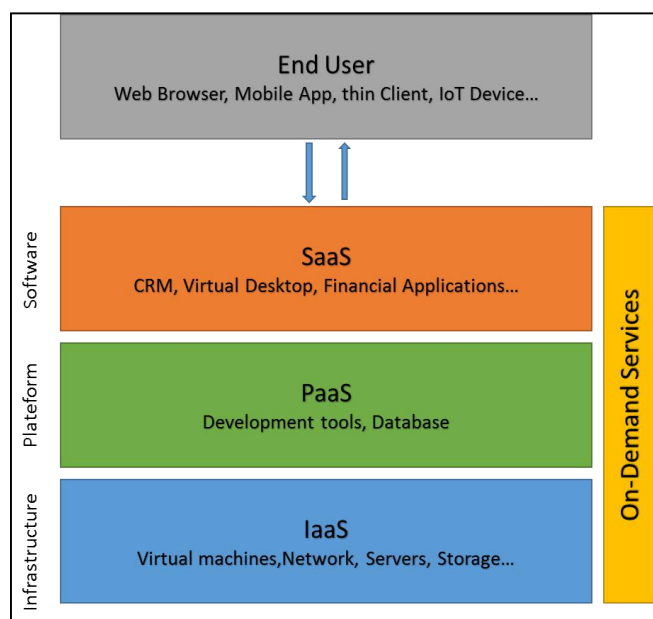 End User
Web Browser, Mobile App, thin Client, IoT Device...
Software
SaaS
CRM, Virtual Desktop, Financial Applications...
Plateform
PaaS
Development tools, Database
Infrastructure
IaaS
Virtual machines,Network, Servers, Storage...
On-Demand Services